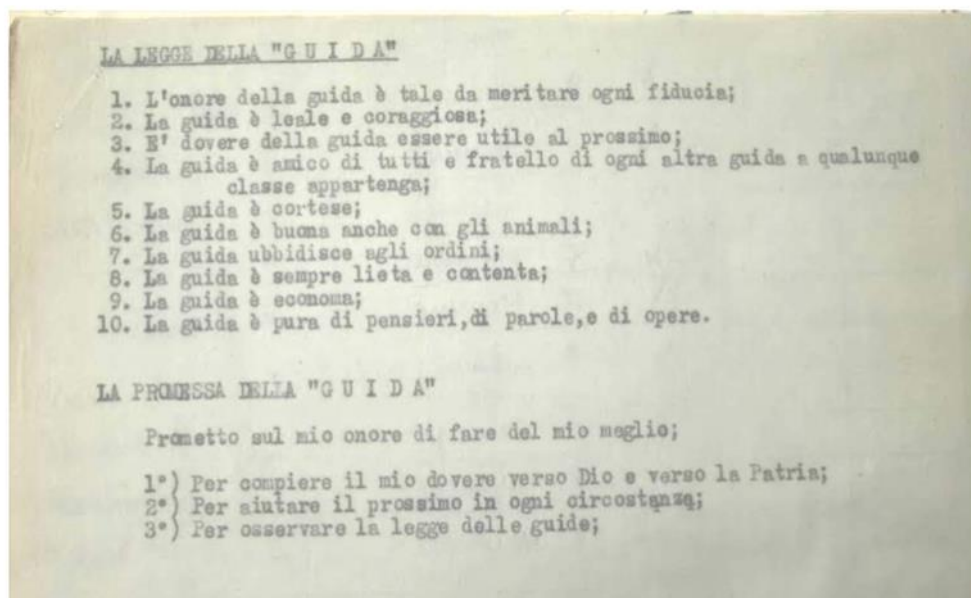 LA LEGGE DELLA "G U I D A"
1. L'onore della guida è tale da meritare ogni fiducia;
2. La guida è leale e coraggiosa;
3. E' dovere della guida essere utile al prossimo;
4. La guida è amico di tutti e fratello di ogni altra guida a qualunque
classe appartenga;
5. La guida è cortese;
6. La guida è buona anche con gli animali;
7. La guida ubbidisce agli ordini;
8. La guida è sempre lieta e contenta;
9. La guida è economa;
10. La guida è pura di pensieri,di parole,e di opere.
LA PROMESSA DELLA "G U I D A"
Prometto sul mio onore di fare del mio meglio;
1°) Per compiere il mio dovere verso Dio e verso la Patria;
2°) Per aiutare il prossimo in ogni circostanza;
3°) Per osservare la legge delle guide;